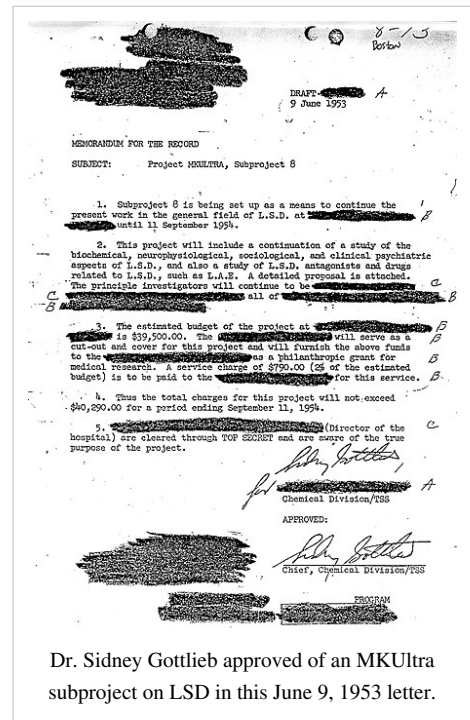 8-13
Boston
DRAFT- A
9 June 1953
MEMORANDUM FOR THE RECORD
SUBJECT: Project MKULTRA, Subproject 8
1. Subproject 8 is being set up as a means to continue the
present work in the general field of L.S.D. at B
until 11 September 1954.
2. This project will include a continuation of a study of the
biochemical, neurophysiological, sociological, and clinical psychiatric
aspects of L.S.D., and also a study of L.S.D. antagonists and drugs
related to L.S.D., such as L.A.E. A detailed proposal is attached.
The principle investigators will continue to be C
C all of B
B
3. The estimated budget of the project at B
is $39,500.00. The will serve as a B
cut-out and cover for this project and will furnish the above funds
to the as a philanthropic grant for B
medical research. A service charge of $790.00 (2% of the estimated
budget) is to be paid to the for this service. B
4. Thus the total charges for this project will not exceed
$40,290.00 for a period ending September 11, 1954.
5. (Director of the C
hospital) are cleared through TOP SECRET and are aware of the true
purpose of the project.
Sidney Gottlieb,
for A
Chemical Division/TSS
APPROVED:
Sidney Gottlieb
Chief, Chemical Division/TSS
PROGRAM
Dr. Sidney Gottlieb approved of an MKUltra
subproject on LSD in this June 9, 1953 letter.